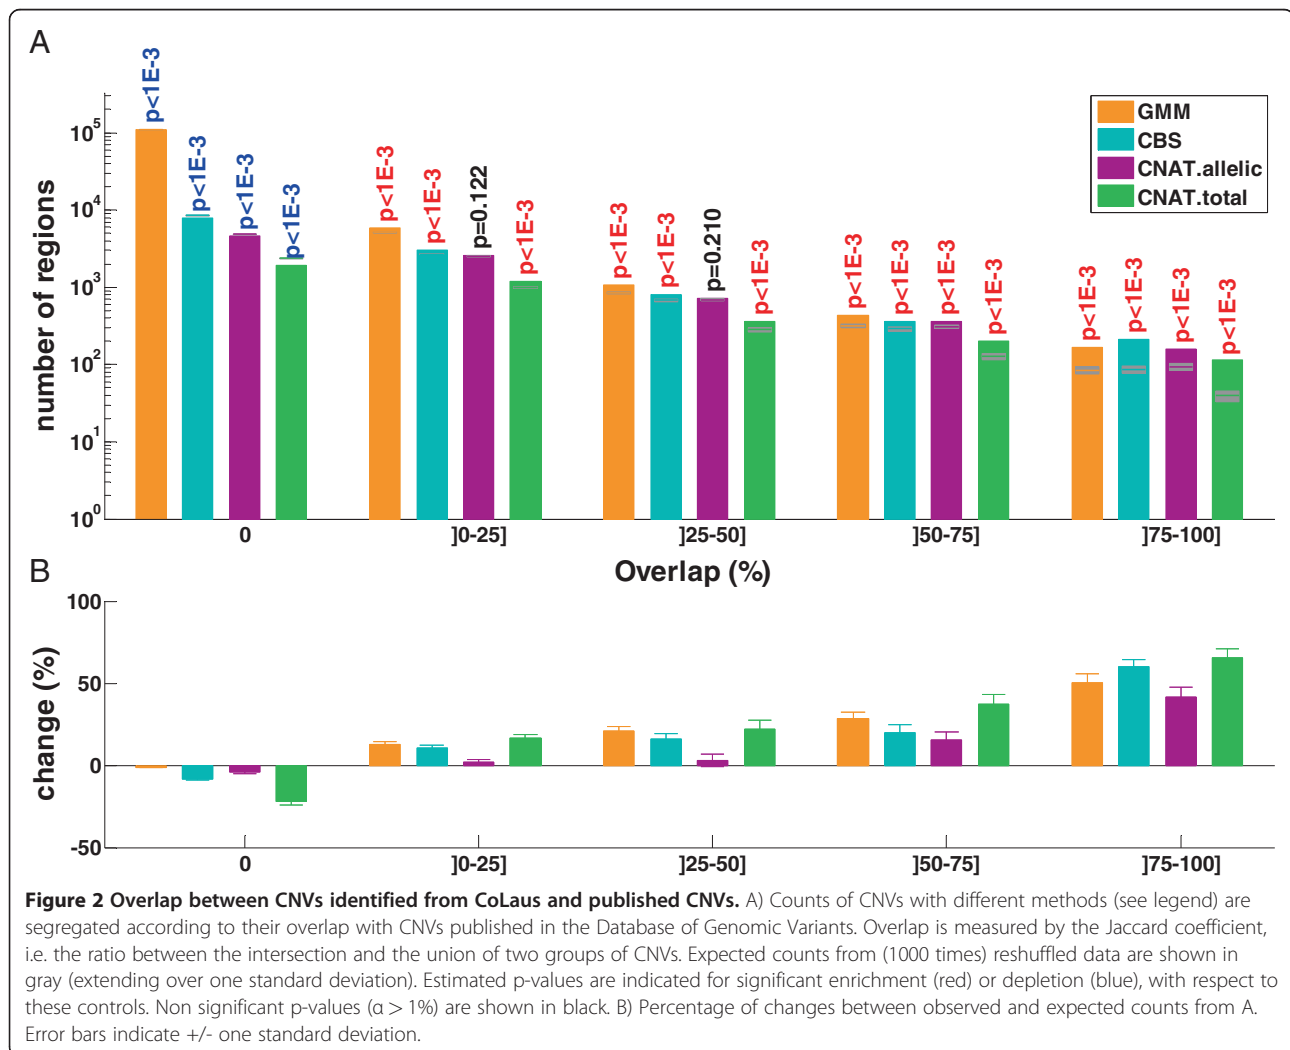 A
p<1E-3
p<1E-3
p<1E-3
p<1E-3
p<1E-3
p<1E-3
p=0.122
p<1E-3
p<1E-3
p<1E-3
p=0.210
p<1E-3
p<1E-3
p<1E-3
p<1E-3
p<1E-3
p<1E-3
p<1E-3
p<1E-3
p<1E-3
GMM
CBS
CNAT.allelic
CNAT.total
number of regions
10^5
10^4
10^3
10^2
10^1
10^0
0
]0-25]
]25-50]
]50-75]
]75-100]
Overlap (%)
B
change (%)
100
50
0
-50
0
]0-25]
]25-50]
]50-75]
]75-100]
Figure 2 Overlap between CNVs identified from CoLaus and published CNVs. A) Counts of CNVs with different methods (see legend) are
segregated according to their overlap with CNVs published in the Database of Genomic Variants. Overlap is measured by the Jaccard coefficient,
i.e. the ratio between the intersection and the union of two groups of CNVs. Expected counts from (1000 times) reshuffled data are shown in
gray (extending over one standard deviation). Estimated p-values are indicated for significant enrichment (red) or depletion (blue), with respect to
these controls. Non significant p-values (α > 1%) are shown in black. B) Percentage of changes between observed and expected counts from A.
Error bars indicate +/- one standard deviation.